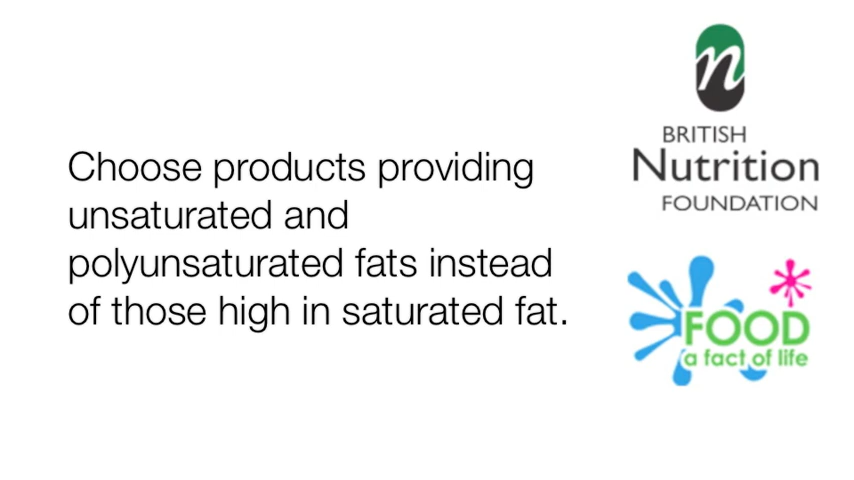 Choose products providing
unsaturated and
polyunsaturated fats instead
of those high in saturated fat.
n
BRITISH
Nutrition
FOUNDATION
FOOD
a fact of life